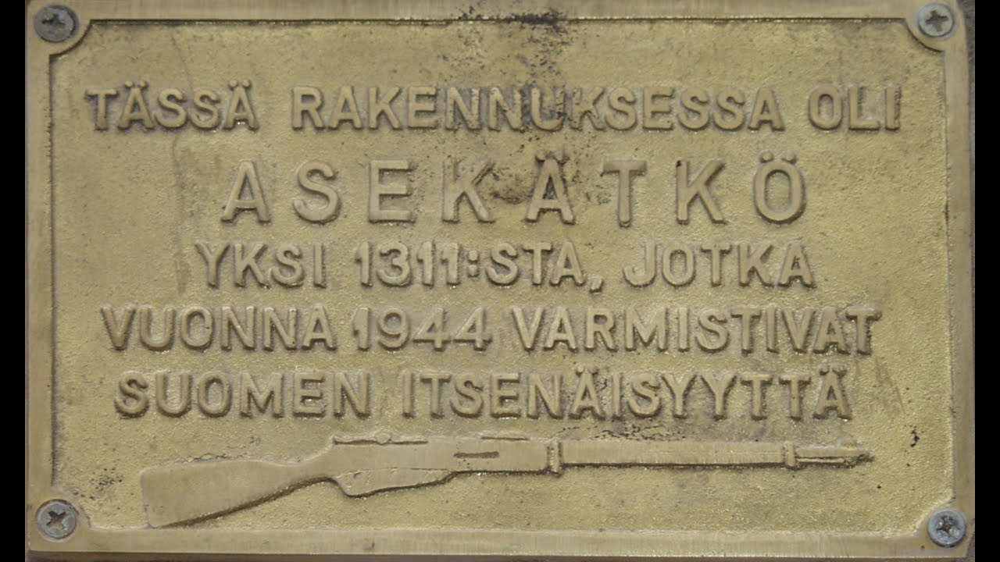 TÄSSÄ RAKENNUKSESSA OLI
ASEKÄTKÖ
YKSI 1311:STA, JOTKA
VUONNA 1944 VARMISTIVAT
SUOMEN ITSENÄISYYTTÄ